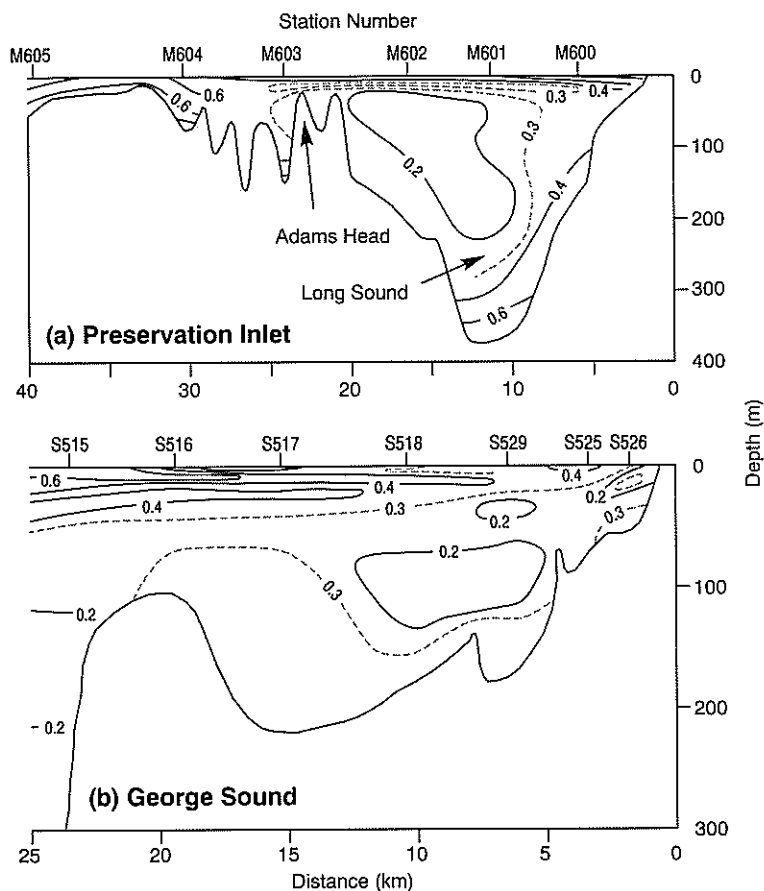 Station Number
M605 M604 M603 M602 M601 M600
0
0.6 0.3 0.4
0.6 0.3
100
0.2 0.4
200
Adams Head
Long Sound
300
0.6
(a) Preservation Inlet
400
40 30 20 10 0
Depth (m)
S515 S516 S517 S518 S529 S525 S526
0
0.6 0.4 0.4 0.2
0.4 0.3 0.2 0.3
0.2
0.3 100
0.2
200
0.2
(b) George Sound
300
25 20 15 10 5 0
Distance (km)